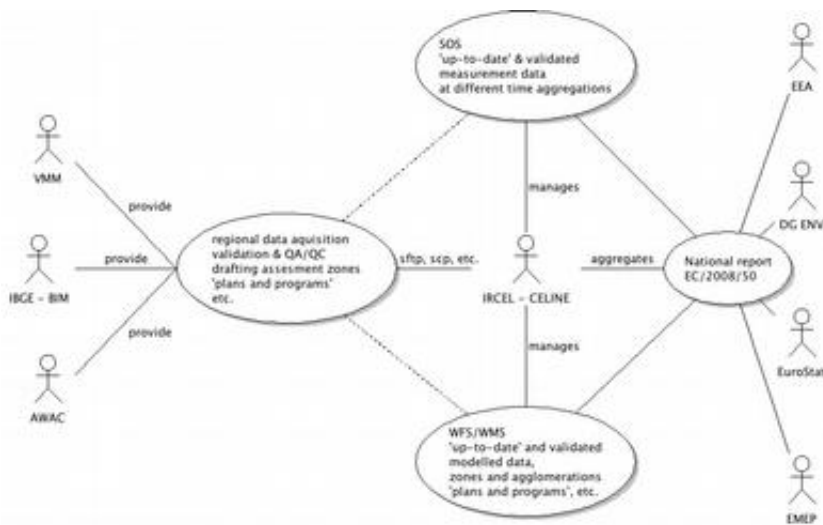 SOS
'up-to-date' & validated
measurement data
at different time aggregations
EEA
VMM
manages
DG ENV
provide
regional data aquisition
validation & QA/QC
drafting assesment zones
'plans and programs'
etc.
provide
IBGE - BIM
sftp, scp, etc.
IRCEL - CELINE
aggregates
National report
EC/2008/50
provide
AWAC
manages
EuroStat
WFS/WMS
'up-to-date' and validated
modelled data,
zones and agglomerations
'plans and programs', etc.
EMEP